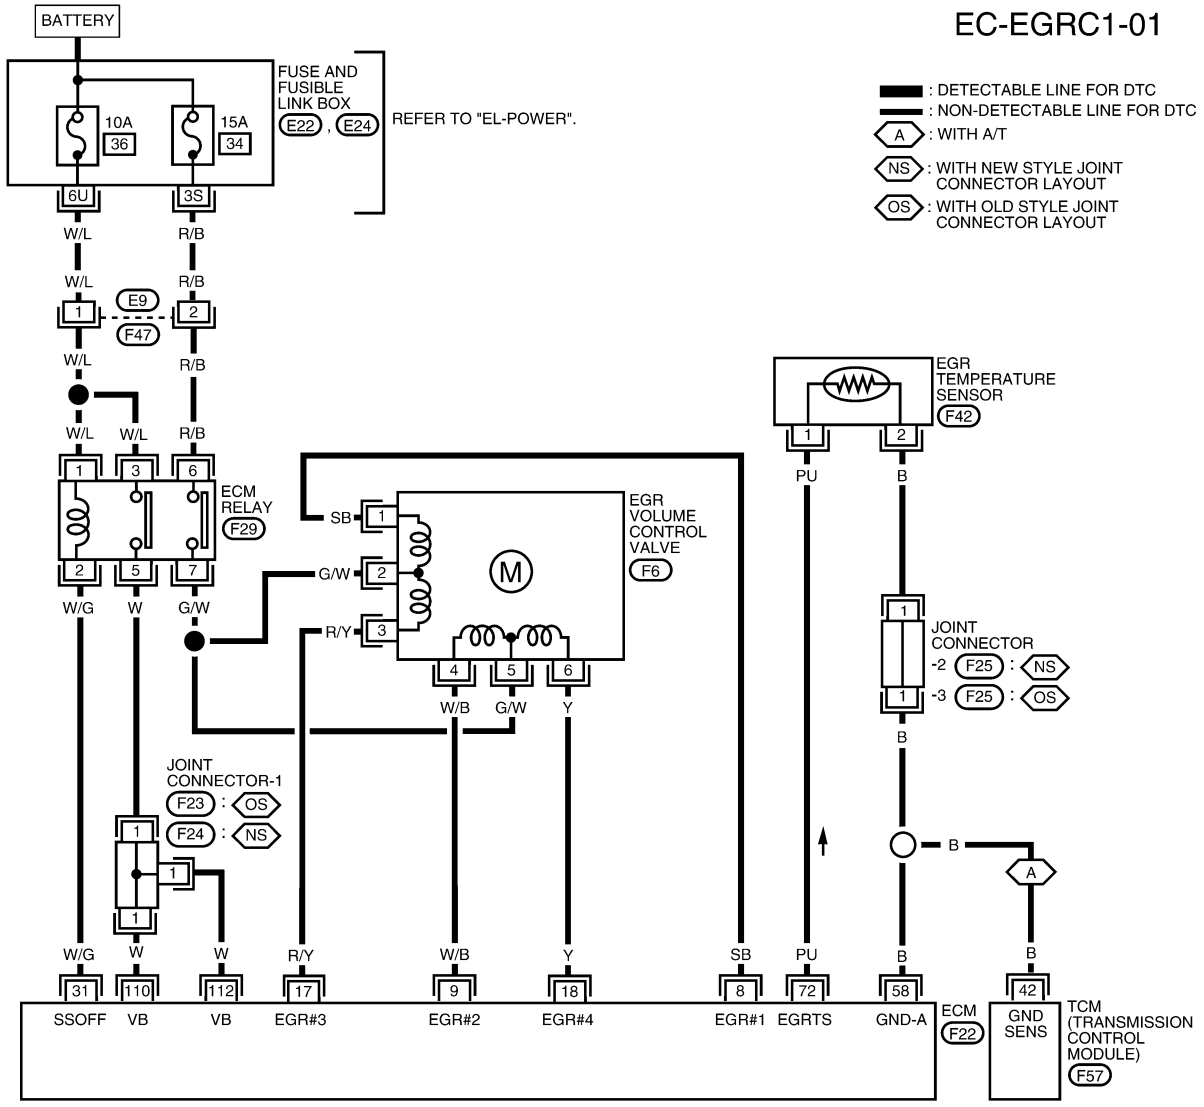 BATTERY
EC-EGRC1-01
FUSE AND
FUSIBLE
LINK BOX
E22 , E24
REFER TO "EL-POWER".
: DETECTABLE LINE FOR DTC
: NON-DETECTABLE LINE FOR DTC
A : WITH A/T
NS : WITH NEW STYLE JOINT
CONNECTOR LAYOUT
OS : WITH OLD STYLE JOINT
CONNECTOR LAYOUT
10A
36
15A
34
6U 3S
W/L R/B
W/L R/B
1 E9 2
F47
W/L R/B
W/L W/L R/B
1 3 6
ECM
RELAY
F29
2 5 7
W/G W G/W
EGR
TEMPERATURE
SENSOR
F42
1 2
PU B
SB 1
G/W 2
R/Y 3
M
EGR
VOLUME
CONTROL
VALVE
F6
4 5 6
W/B G/W Y
1
JOINT
CONNECTOR
-2 F25 : NS
-3 F25 : OS
1
B
JOINT
CONNECTOR-1
F23 : OS
F24 : NS
1
1
1
B
A
W/G W W R/Y W/B Y SB PU B B
31 110 112 17 9 18 8 72 58 42
SSOFF VB VB EGR#3 EGR#2 EGR#4 EGR#1 EGRTS GND-A
ECM
F22
GND
SENS
TCM
(TRANSMISSION
CONTROL
MODULE)
F57